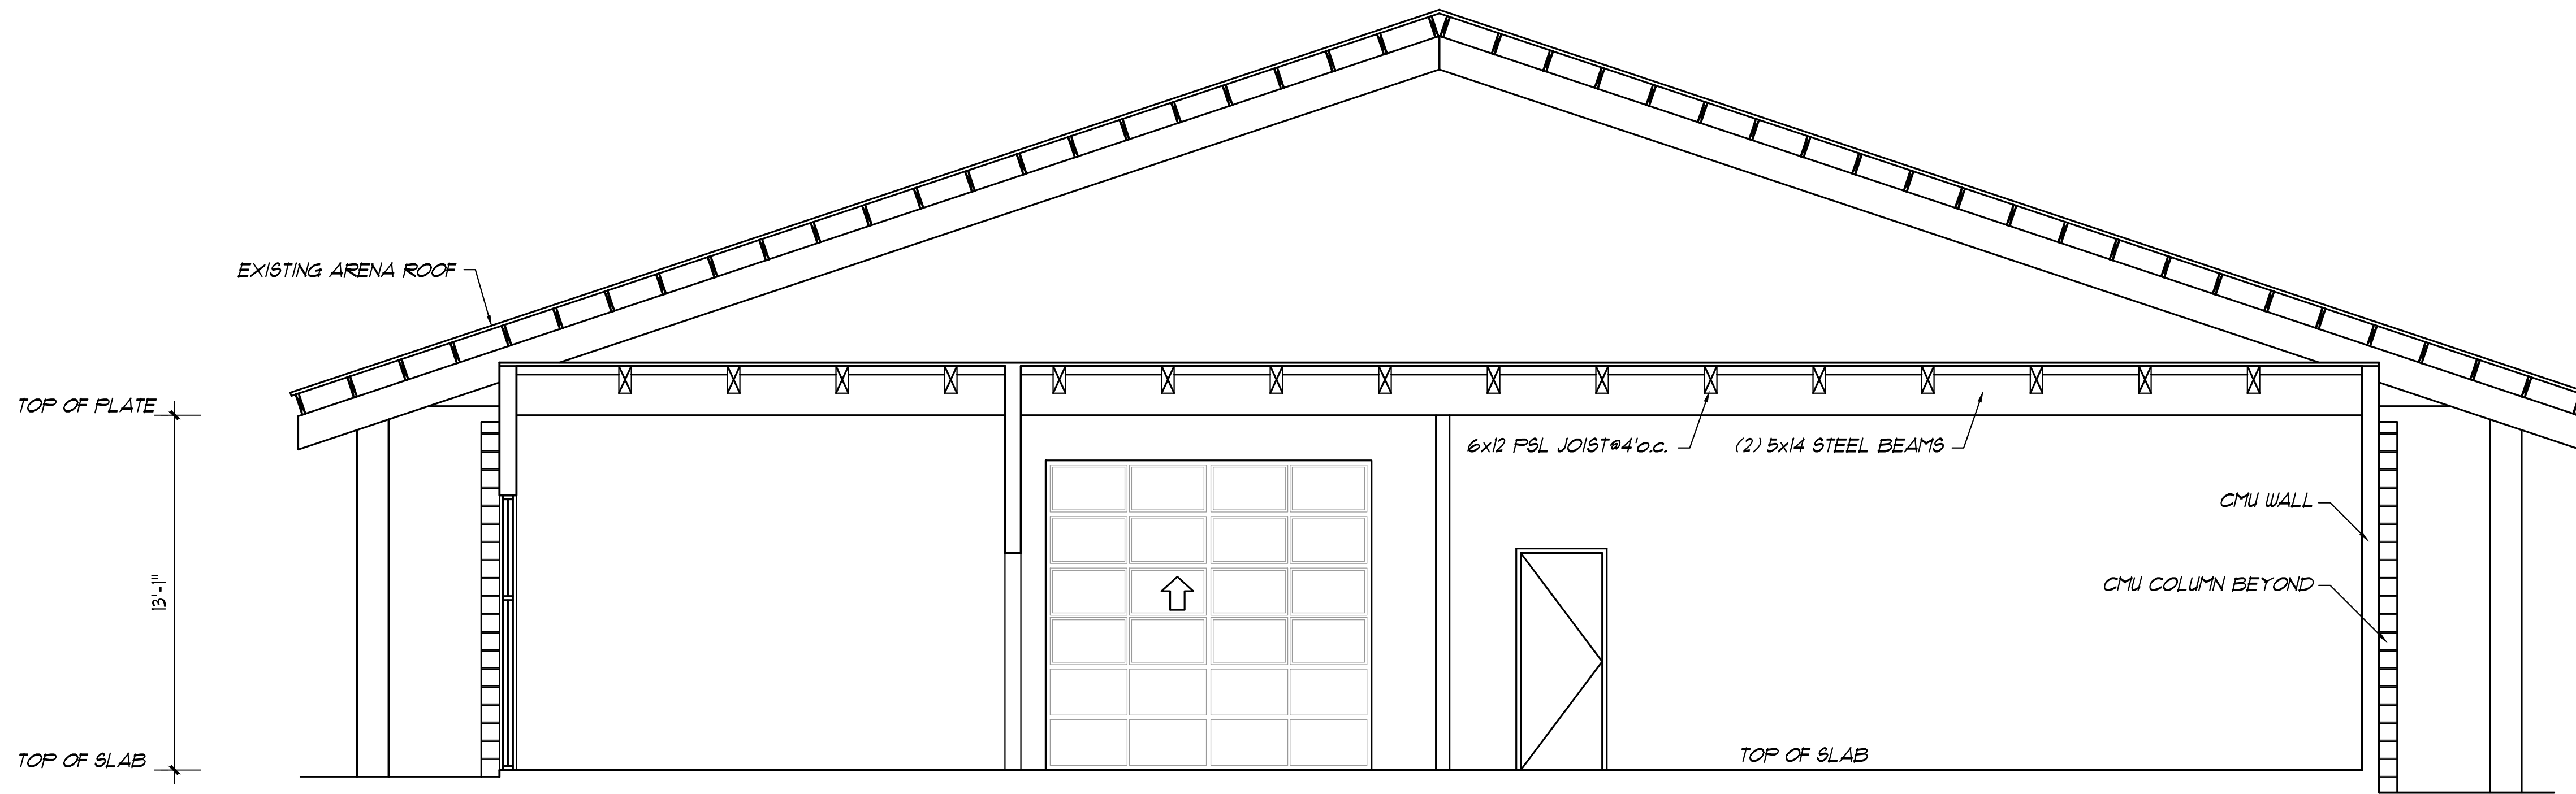 EXISTING ARENA ROOF
TOP OF PLATE
6x12 PSL JOIST@4'o.c.
(2) 5x14 STEEL BEAMS
CMU WALL
CMU COLUMN BEYOND
13'-1"
TOP OF SLAB
TOP OF SLAB